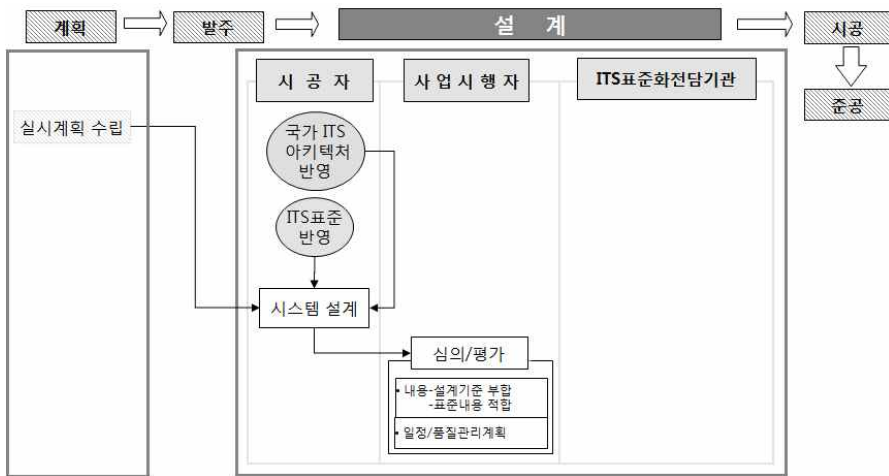 계획
발주
설 계
시공
준공
시 공 자
사 업 시 행 자
ITS표준화전담기관
실시계획 수립
국가 ITS
아키텍처
반영
ITS표준
반영
시스템 설계
심의/평가
• 내용-설계기준 부합
-표준내용 적합
• 일정/품질관리계획